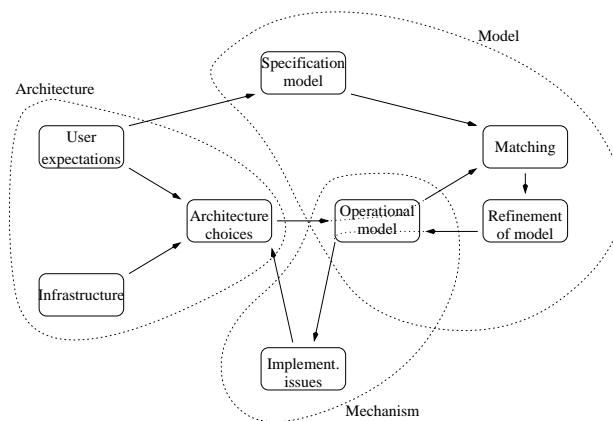 Model
Specification
model
Architecture
User
expectations
Matching
Architecture
choices
Operational
model
Refinement
of model
Infrastructure
Implement.
issues
Mechanism